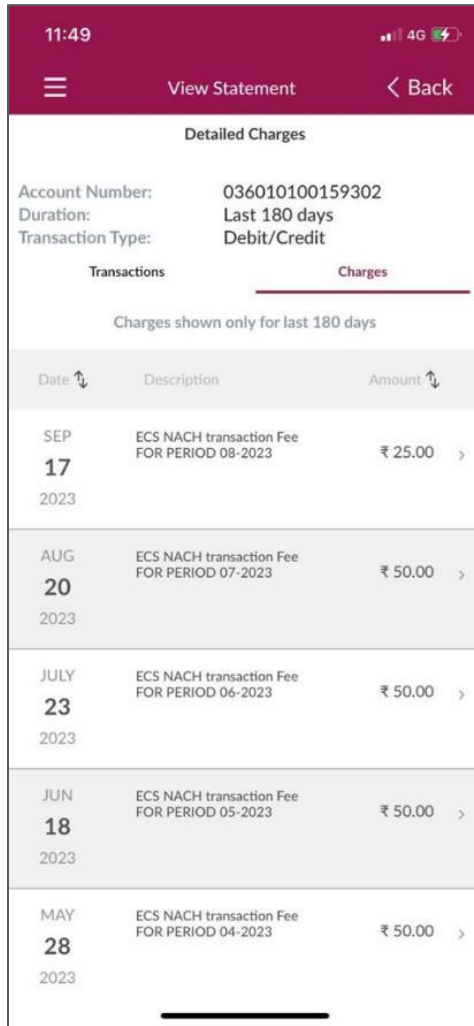 11:49
4G
View Statement
Back
Detailed Charges
Account Number: 036010100159302
Duration: Last 180 days
Transaction Type: Debit/Credit
Transactions Charges
Charges shown only for last 180 days
Date Description Amount
SEP 17 2023
ECS NACH transaction Fee
FOR PERIOD 08-2023
₹ 25.00
AUG 20 2023
ECS NACH transaction Fee
FOR PERIOD 07-2023
₹ 50.00
JULY 23 2023
ECS NACH transaction Fee
FOR PERIOD 06-2023
₹ 50.00
JUN 18 2023
ECS NACH transaction Fee
FOR PERIOD 05-2023
₹ 50.00
MAY 28 2023
ECS NACH transaction Fee
FOR PERIOD 04-2023
₹ 50.00